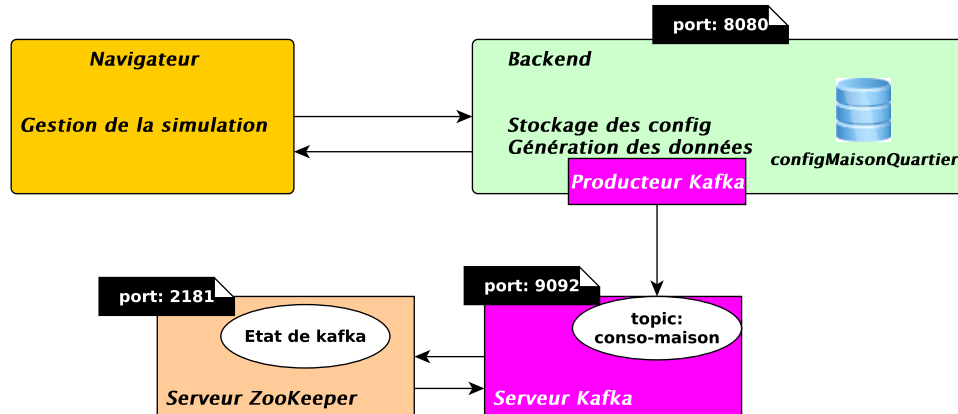 port: 8080
Navigateur
Backend
Gestion de la simulation
Stockage des config
Génération des données
configMaisonQuartier
Producteur Kafka
port: 2181
port: 9092
Etat de kafka
topic:
conso-maison
Serveur ZooKeeper
Serveur Kafka